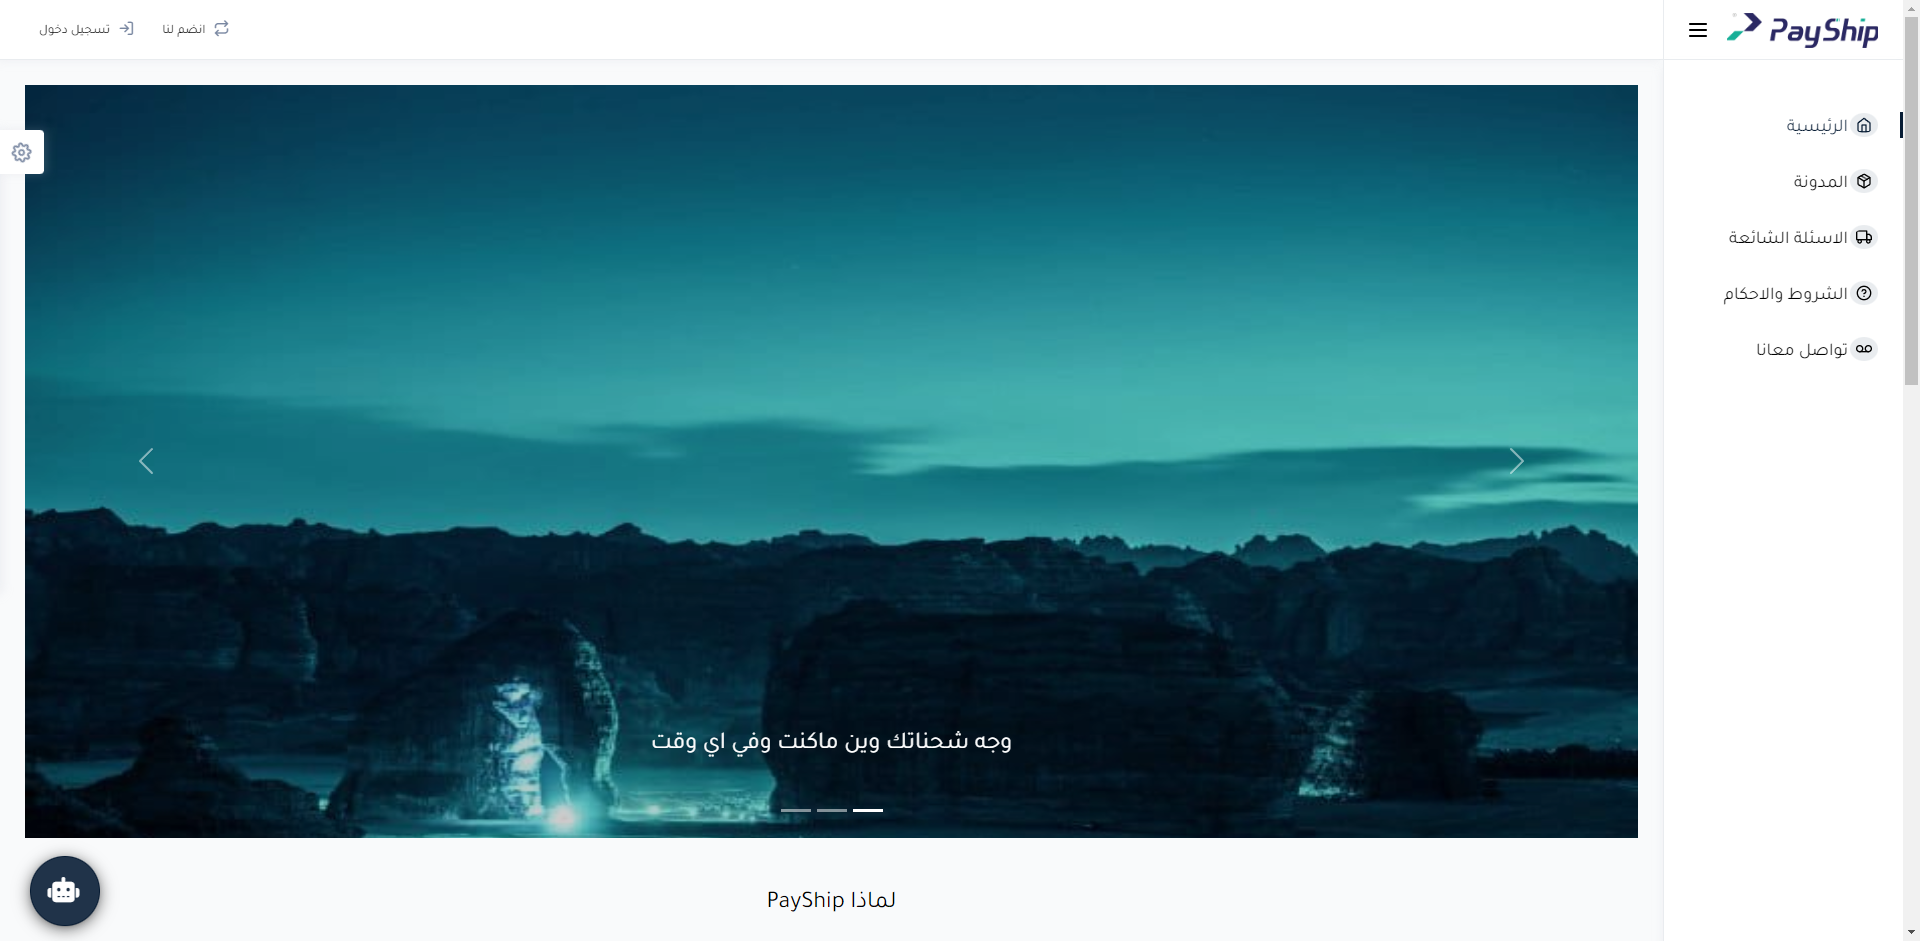 PayShip
انضم لنا
تسجيل دخول
الرئيسية
المدونة
الاسئلة الشائعة
الشروط والاحكام
تواصل معانا
وجه شحناتك وين ماكنت وفي اي وقت
لماذا PayShip